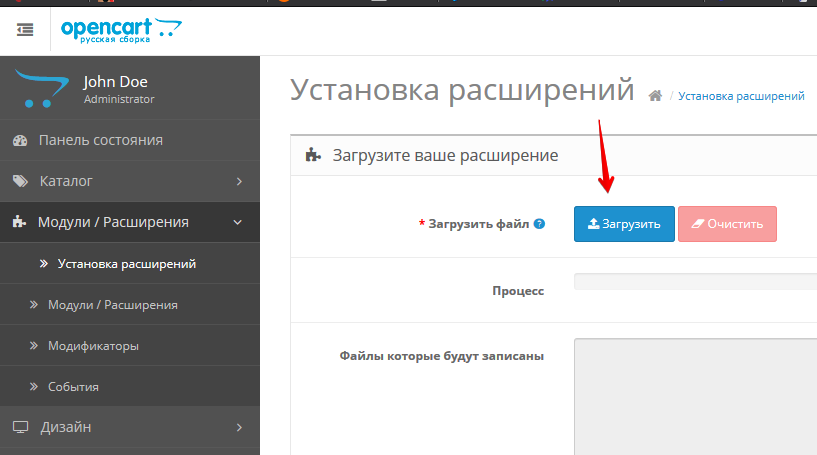 opencart
русская сборка
John Doe
Administrator
Панель состояния
Каталог
Модули / Расширения
Установка расширений
Модули / Расширения
Модификаторы
События
Дизайн
Установка расширений
/ Установка расширений
Загрузите ваше расширение
* Загрузить файл ?
Загрузить
Очистить
Процесс
Файлы которые будут записаны